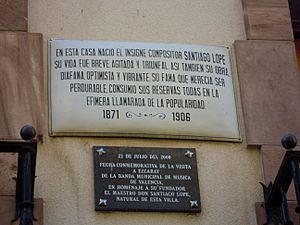 EN ESTA CASA NACIO EL INSIGNE COMPOSITOR SANTIAGO LOPE
SU VIDA FUE BREVE, AGITADA Y TRIUNFAL, ASI TAMBIEN SU OBRA,
DIAFANA OPTIMISTA Y VIBRANTE. SU FAMA, QUE MERECIA SER
PERDURABLE, CONSUMIO SUS RESERVAS TODAS EN LA
EFIMERA LLAMARADA DE LA POPULARIDAD.
1871 1906
DE JULIO DEL 2000
FECHA CONMEMORATIVA DE LA VISITA
A EZCARAY
DE LA BANDA MUNICIPAL DE MUSICA
DE VALENCIA,
EN HOMENAJE A SU FUNDADOR
EL MAESTRO DON SANTIAGO LOPE,
NATURAL DE ESTA VILLA.